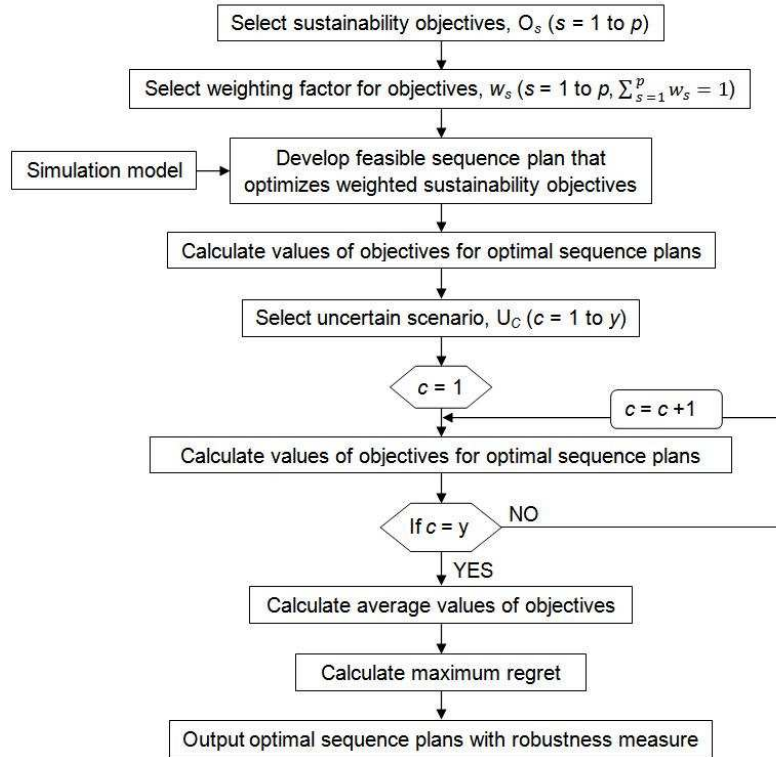 Select sustainability objectives, Oₛ (s = 1 to p)
Select weighting factor for objectives, wₛ (s = 1 to p, ∑ᵖₛ₌₁ wₛ = 1)
Simulation model
Develop feasible sequence plan that
optimizes weighted sustainability objectives
Calculate values of objectives for optimal sequence plans
Select uncertain scenario, U_C (c = 1 to y)
c = 1
c = c +1
Calculate values of objectives for optimal sequence plans
If c = y
NO
YES
Calculate average values of objectives
Calculate maximum regret
Output optimal sequence plans with robustness measure